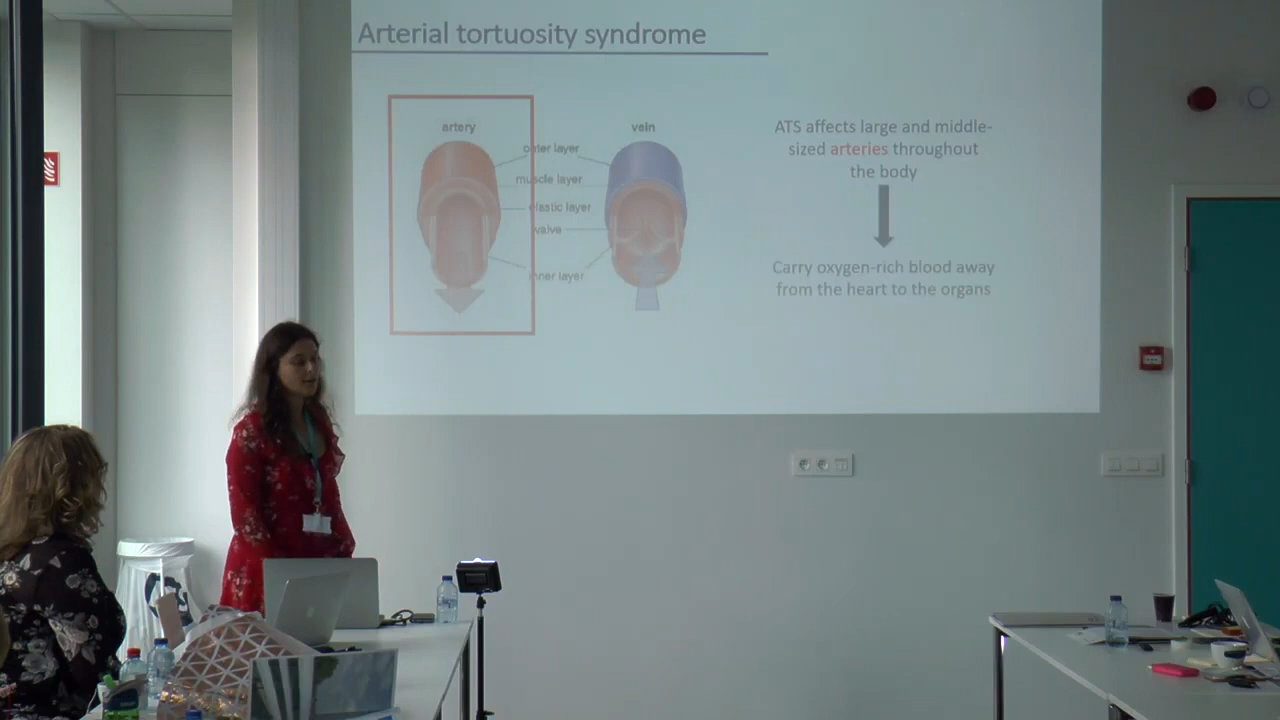 Arterial tortuosity syndrome
artery
vein
outer layer
muscle layer
elastic layer
valve
inner layer
ATS affects large and middle-
sized arteries throughout
the body
Carry oxygen-rich blood away
from the heart to the organs